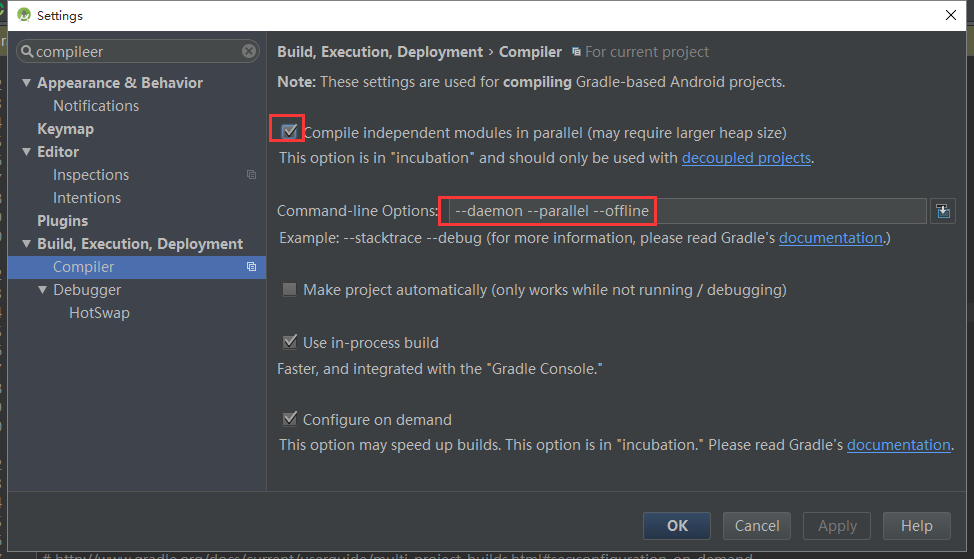 Settings
compileer
Appearance & Behavior
Notifications
Keymap
Editor
Inspections
Intentions
Plugins
Build, Execution, Deployment
Compiler
Debugger
HotSwap
Build, Execution, Deployment › Compiler For current project
Note: These settings are used for compiling Gradle-based Android projects.
Compile independent modules in parallel (may require larger heap size)
This option is in "incubation" and should only be used with decoupled projects.
Command-line Options: --daemon --parallel --offline
Example: --stacktrace --debug (for more information, please read Gradle's documentation.)
Make project automatically (only works while not running / debugging)
Use in-process build
Faster, and integrated with the "Gradle Console."
Configure on demand
This option may speed up builds. This option is in "incubation." Please read Gradle's documentation.
OK Cancel Apply Help
# http://www.gradle.org/docs/current/userguide/multi_project_builds.html#sec:configuration_on_demand